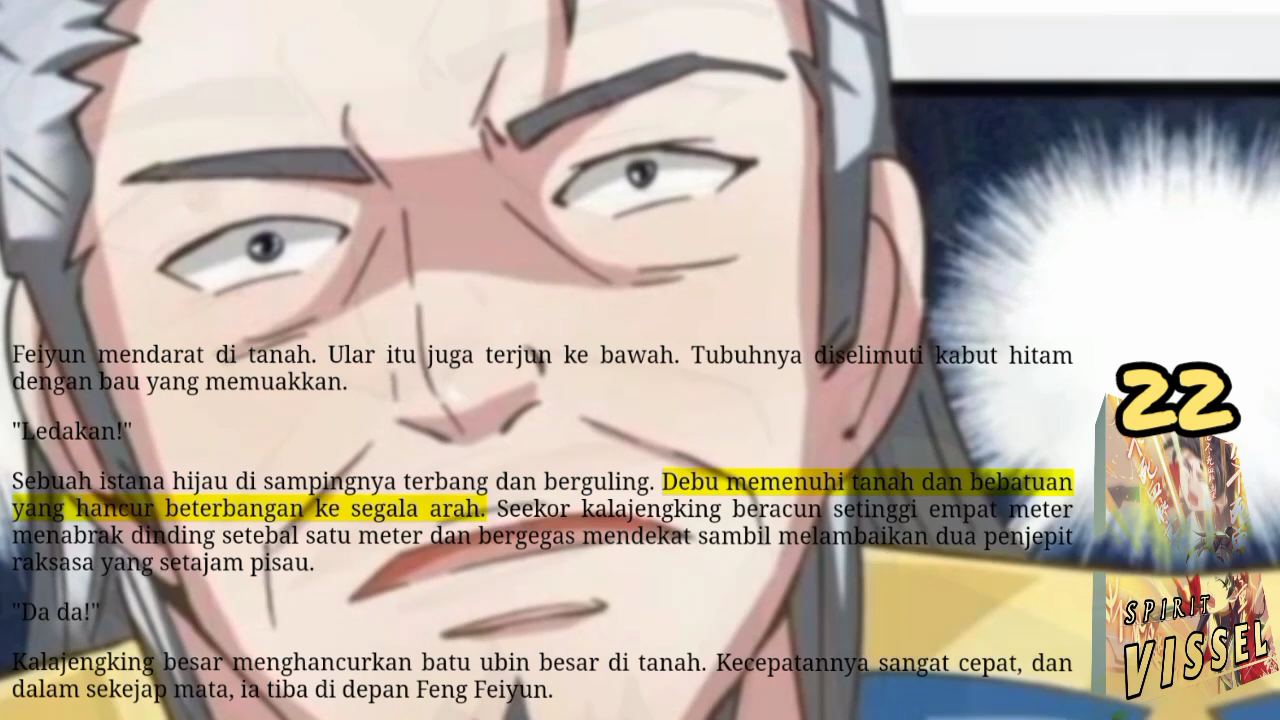 Feiyun mendarat di tanah. Ular itu juga terjun ke bawah. Tubuhnya diselimuti kabut hitam
dengan bau yang memuakkan.
"Ledakan!"
Sebuah istana hijau di sampingnya terbang dan berguling. Debu memenuhi tanah dan bebatuan
yang hancur beterbangan ke segala arah. Seekor kalajengking beracun setinggi empat meter
menabrak dinding setebal satu meter dan bergegas mendekat sambil melambaikan dua penjepit
raksasa yang setajam pisau.
"Da da!"
Kalajengking besar menghancurkan batu ubin besar di tanah. Kecepatannya sangat cepat, dan
dalam sekejap mata, ia tiba di depan Feng Feiyun.
22
SPIRIT
VISSEL